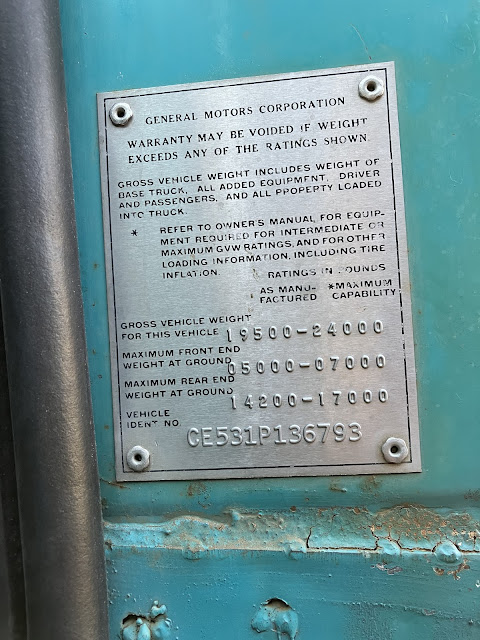 GENERAL MOTORS CORPORATION
WARRANTY MAY BE VOIDED IF WEIGHT
EXCEEDS ANY OF THE RATINGS SHOWN.
GROSS VEHICLE WEIGHT INCLUDES WEIGHT OF
BASE TRUCK, ALL ADDED EQUIPMENT, DRIVER
AND PASSENGERS, AND ALL PROPERTY LOADED
INTO TRUCK.
* REFER TO OWNER'S MANUAL FOR EQUIP-
MENT REQUIRED FOR INTERMEDIATE OR
MAXIMUM GVW RATINGS, AND FOR OTHER
LOADING INFORMATION, INCLUDING TIRE
INFLATION.
RATINGS IN POUNDS
AS MANU- *MAXIMUM
FACTURED CAPABILITY
GROSS VEHICLE WEIGHT
FOR THIS VEHICLE 19500-24000
MAXIMUM FRONT END
WEIGHT AT GROUND 05000-07000
MAXIMUM REAR END
WEIGHT AT GROUND 14200-17000
VEHICLE
IDENT NO. CE531P136793